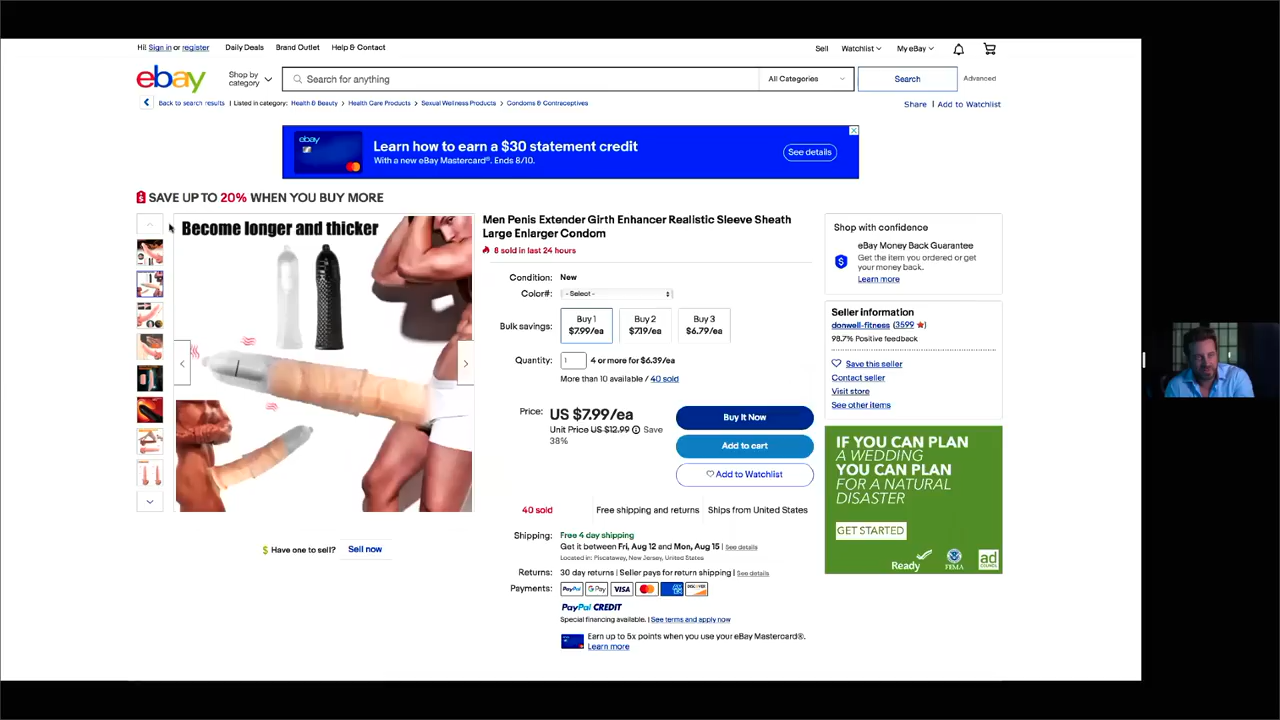 Hi! Sign in or register
Daily Deals
Brand Outlet
Help & Contact
Sell
Watchlist
My eBay
ebay
Shop by
category
Search for anything
All Categories
Search
Advanced
Back to search results | Listed in category: Health & Beauty > Health Care Products > Sexual Wellness Products > Condoms & Contraceptives
Share | Add to Watchlist
ebay
Learn how to earn a $30 statement credit
With a new eBay Mastercard®. Ends 8/10.
See details
SAVE UP TO 20% WHEN YOU BUY MORE
Become longer and thicker
Men Penis Extender Girth Enhancer Realistic Sleeve Sheath
Large Enlarger Condom
8 sold in last 24 hours
Condition: New
Color#: - Select -
Bulk savings:
Buy 1
$7.99/ea
Buy 2
$7.19/ea
Buy 3
$6.79/ea
Quantity: 1 4 or more for $6.39/ea
More than 10 available / 40 sold
Price: US $7.99/ea
Unit Price US $12.99 Save
38%
Buy It Now
Add to cart
Add to Watchlist
40 sold
Free shipping and returns
Ships from United States
Have one to sell? Sell now
Shipping: Free 4 day shipping
Get it between Fri, Aug 12 and Mon, Aug 15 | See details
Located in: Piscataway, New Jersey, United States
Returns: 30 day returns | Seller pays for return shipping | See details
Payments: PayPal G Pay VISA DISCOVER
PayPal CREDIT
Special financing available. | See terms and apply now
Earn up to 5x points when you use your eBay Mastercard®.
Learn more
Shop with confidence
eBay Money Back Guarantee
Get the item you ordered or get
your money back.
Learn more
Seller information
donwell-fitness (3599)
98.7% Positive feedback
Save this seller
Contact seller
Visit store
See other items
IF YOU CAN PLAN
A WEDDING
YOU CAN PLAN
FOR A NATURAL
DISASTER
GET STARTED
Ready
FEMA
ad